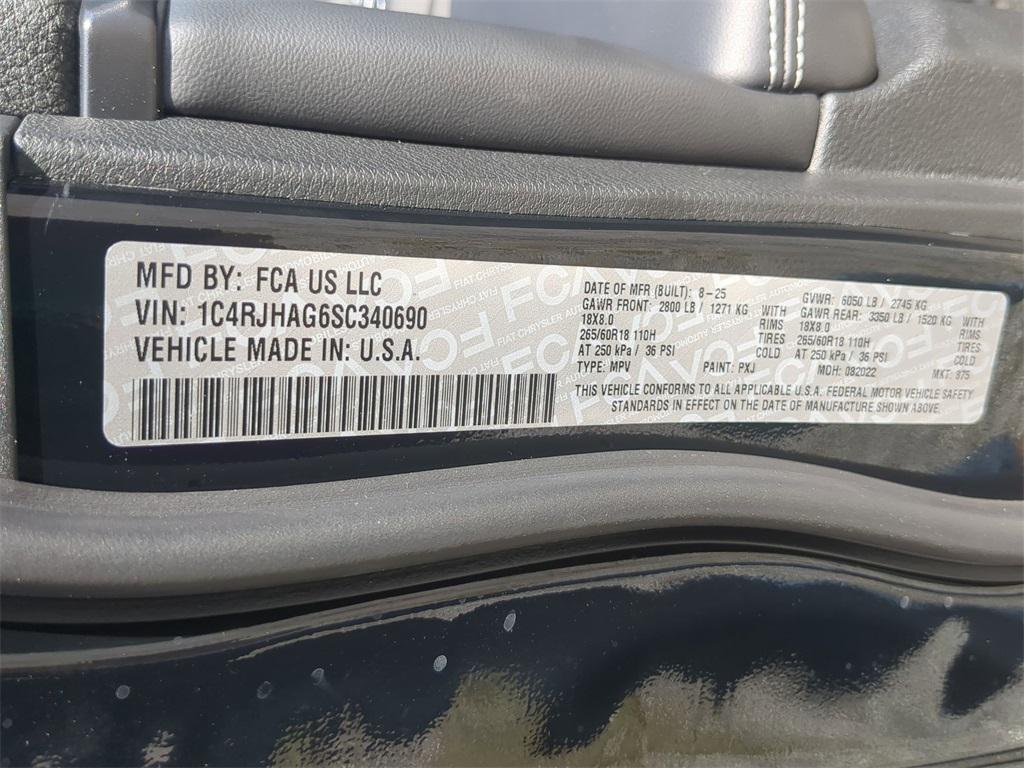 MFD BY: FCA US LLC
VIN: 1C4RJHAG6SC340690
VEHICLE MADE IN: U.S.A.
DATE OF MFR (BUILT): 8-25 GVWR: 6050 LB / 2745 KG
GAWR FRONT: 2800 LB / 1271 KG WITH GAWR REAR: 3350 LB / 1520 KG WITH
18X8.0 RIMS 18X8.0 RIMS
265/60R18 110H TIRES 265/60R18 110H TIRES
AT 250 kPa / 36 PSI COLD AT 250 kPa / 36 PSI COLD
TYPE: MPV PAINT: PXJ MDH: 082022 MKT: 975
THIS VEHICLE CONFORMS TO ALL APPLICABLE U.S.A. FEDERAL MOTOR VEHICLE SAFETY
STANDARDS IN EFFECT ON THE DATE OF MANUFACTURE SHOWN ABOVE.